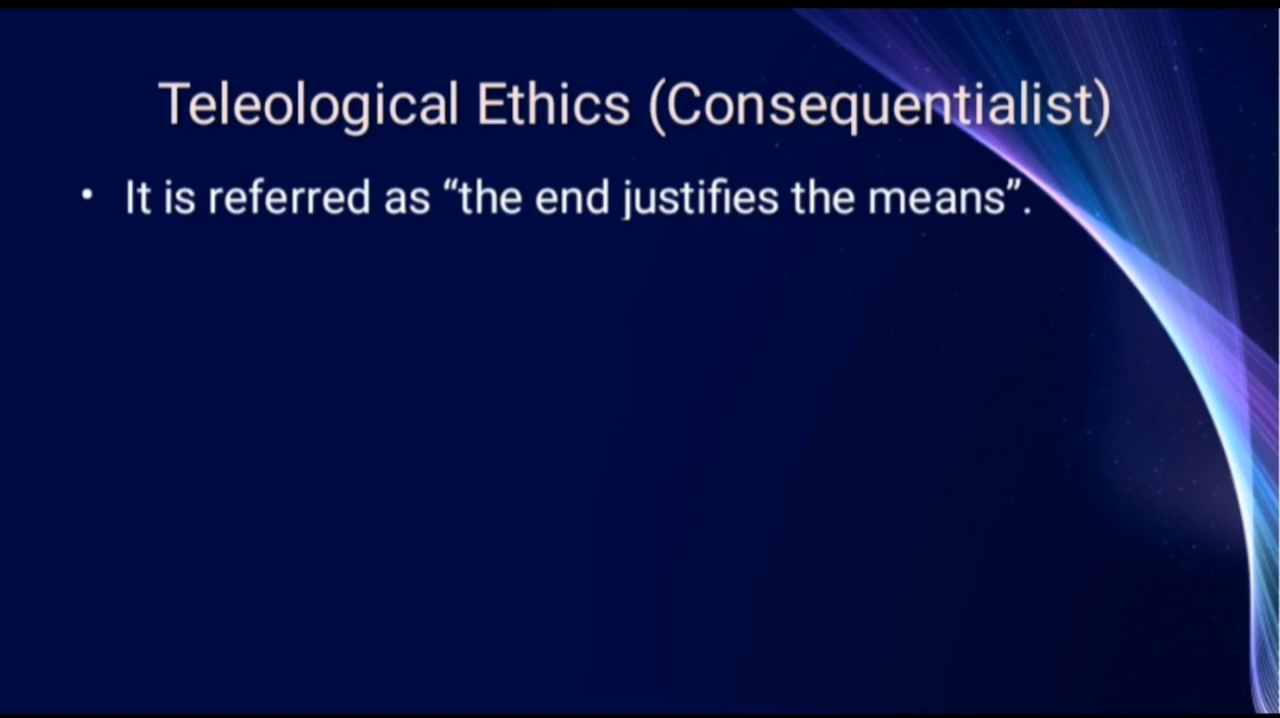 Teleological Ethics (Consequentialist)
• It is referred as “the end justifies the means”.